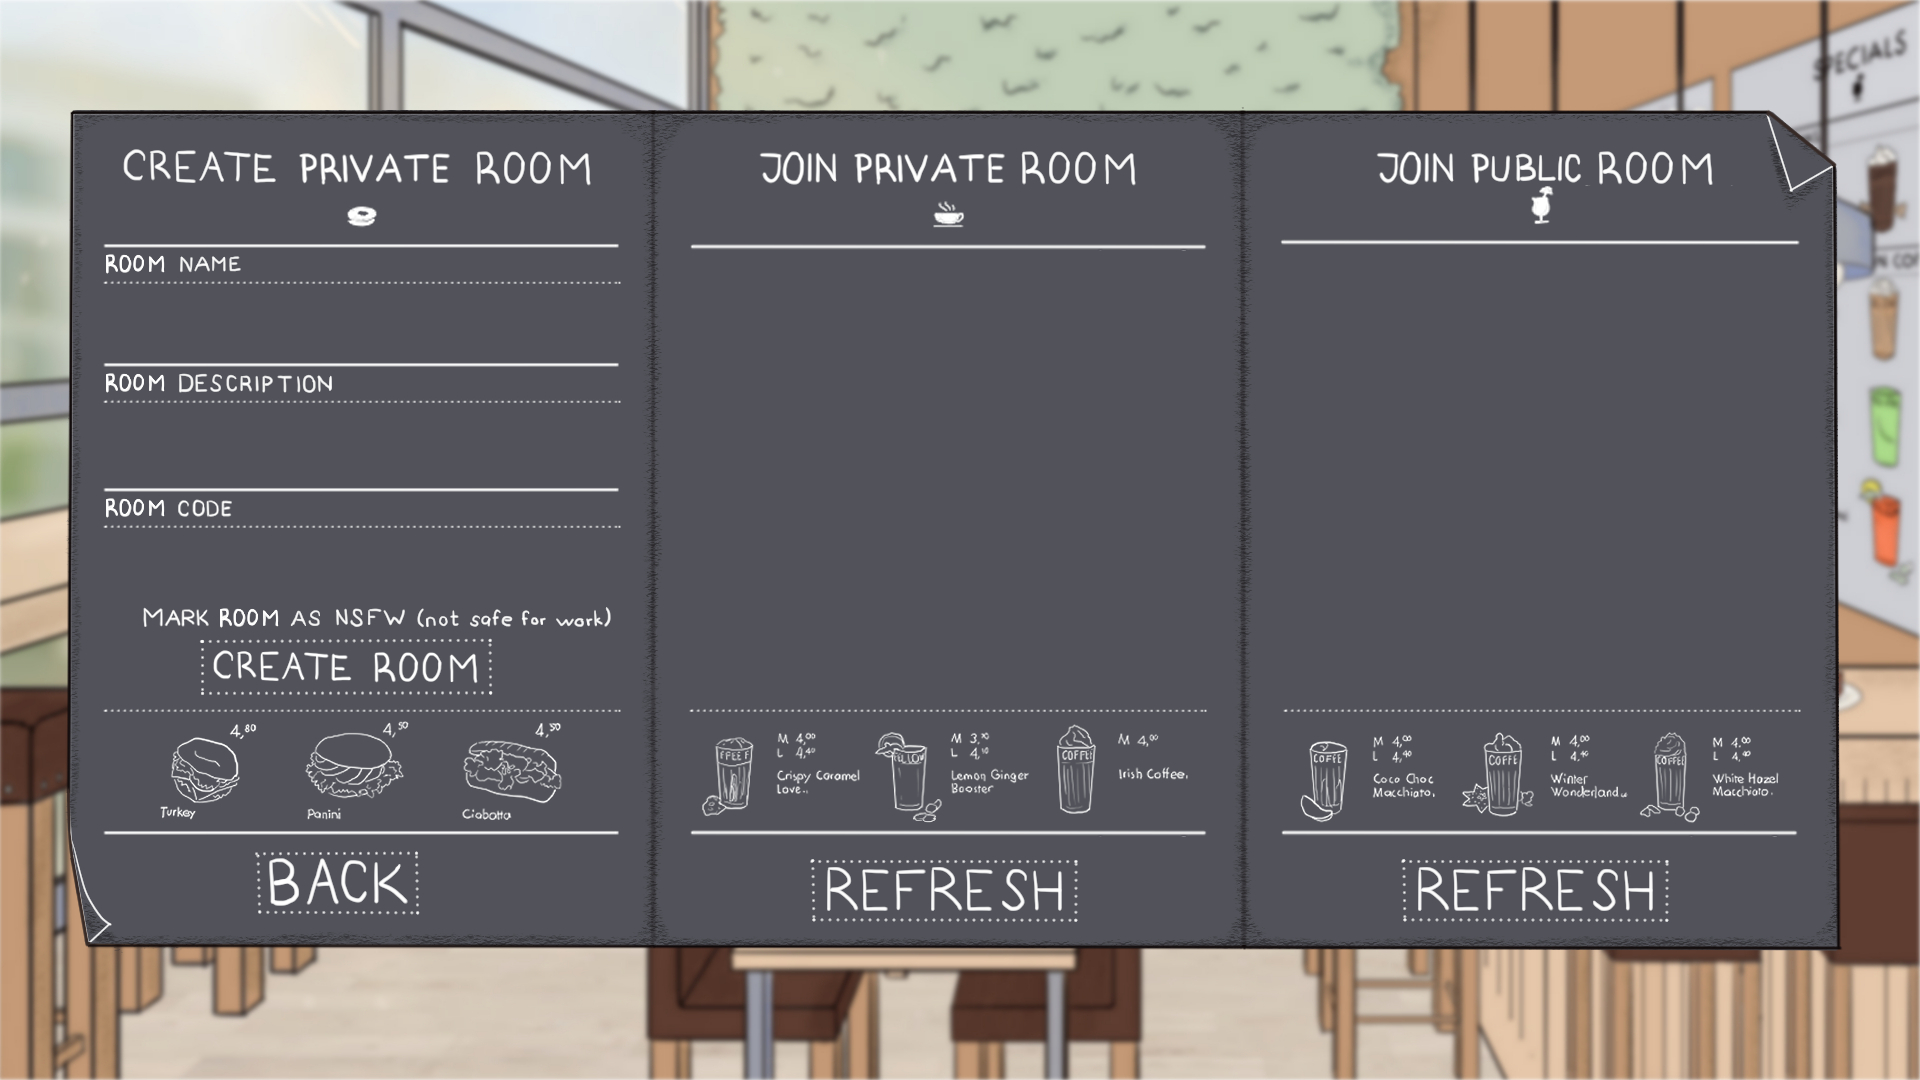 SPECIALS
CREATE PRIVATE ROOM
ROOM NAME
ROOM DESCRIPTION
ROOM CODE
MARK ROOM AS NSFW (not safe for work)
CREATE ROOM
4,80
Turkey
4,50
Panini
4,50
Ciabatta
BACK
JOIN PRIVATE ROOM
M 4,00
L 4,40
Crispy Caramel
Love..
M 3,70
L 4,10
Lemon Ginger
Booster
COFFE
M 4,00
Irish Coffee.
REFRESH
JOIN PUBLIC ROOM
COFFE
M 4,00
L 4,40
Coco Choc
Macchiato.
COFFE
M 4,00
L 4,40
Winter
Wonderland..
COFFEE
M 4,00
L 4,40
White Hazel
Macchiato.
REFRESH